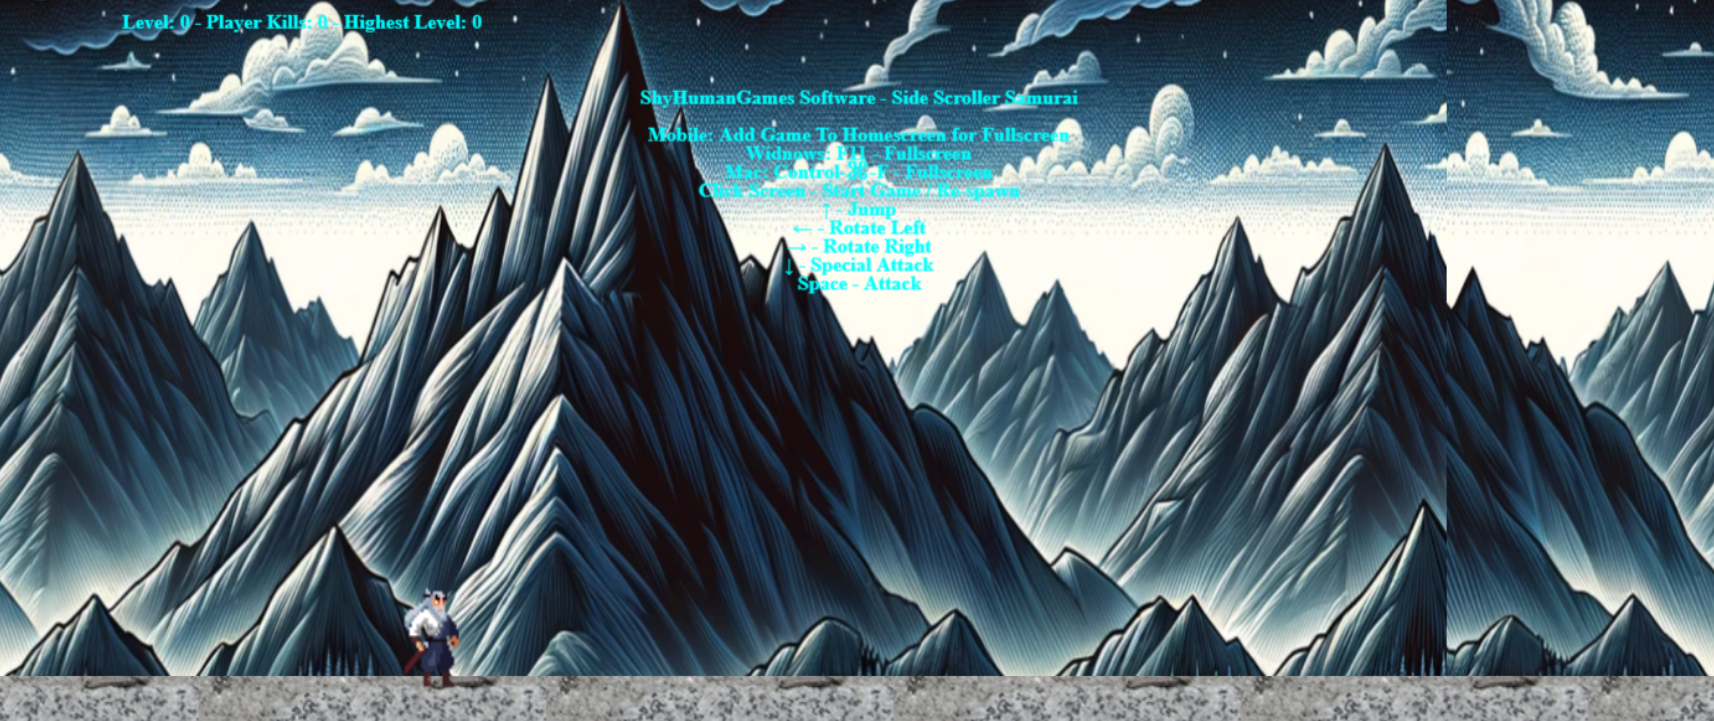 Level: 0 - Player Kills: 0 - Highest Level: 0
ShyHumanGames Software - Side Scroller Samurai
Mobile: Add Game To Homescreen for Fullscreen
Widnows: F11 - Fullscreen
Mac: Control-⌘-F - Fullscreen
Click Screen - Start Game / Re-spawn
↑ - Jump
← - Rotate Left
→ - Rotate Right
↓ - Special Attack
Space - Attack